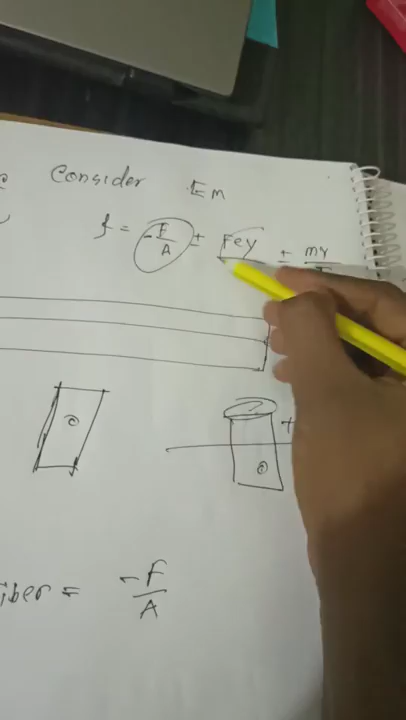 Consider Em
f = -F/A ± Fey ± my
+
fiber = -F/A